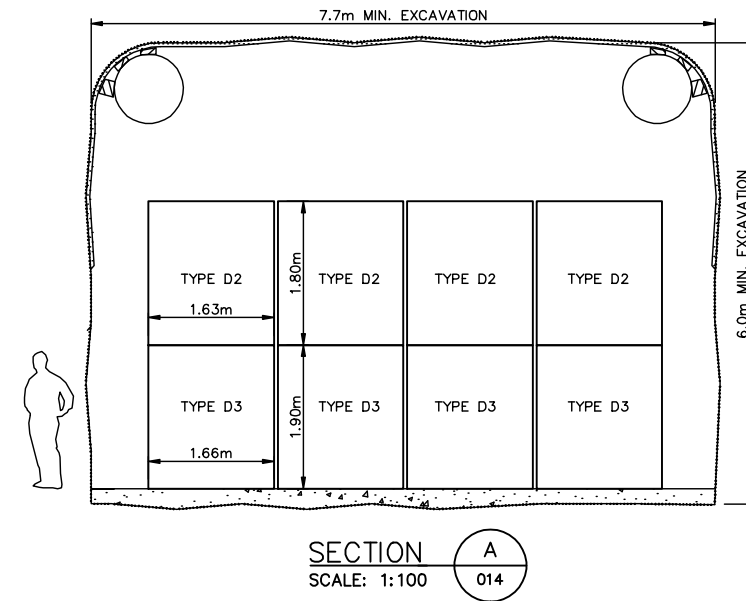 7.7m MIN. EXCAVATION
6.0m MIN. EXCAVATION
TYPE D2
1.80m
TYPE D2
TYPE D2
TYPE D2
1.63m
TYPE D3
1.90m
TYPE D3
TYPE D3
TYPE D3
1.66m
SECTION
A
SCALE: 1:100
014